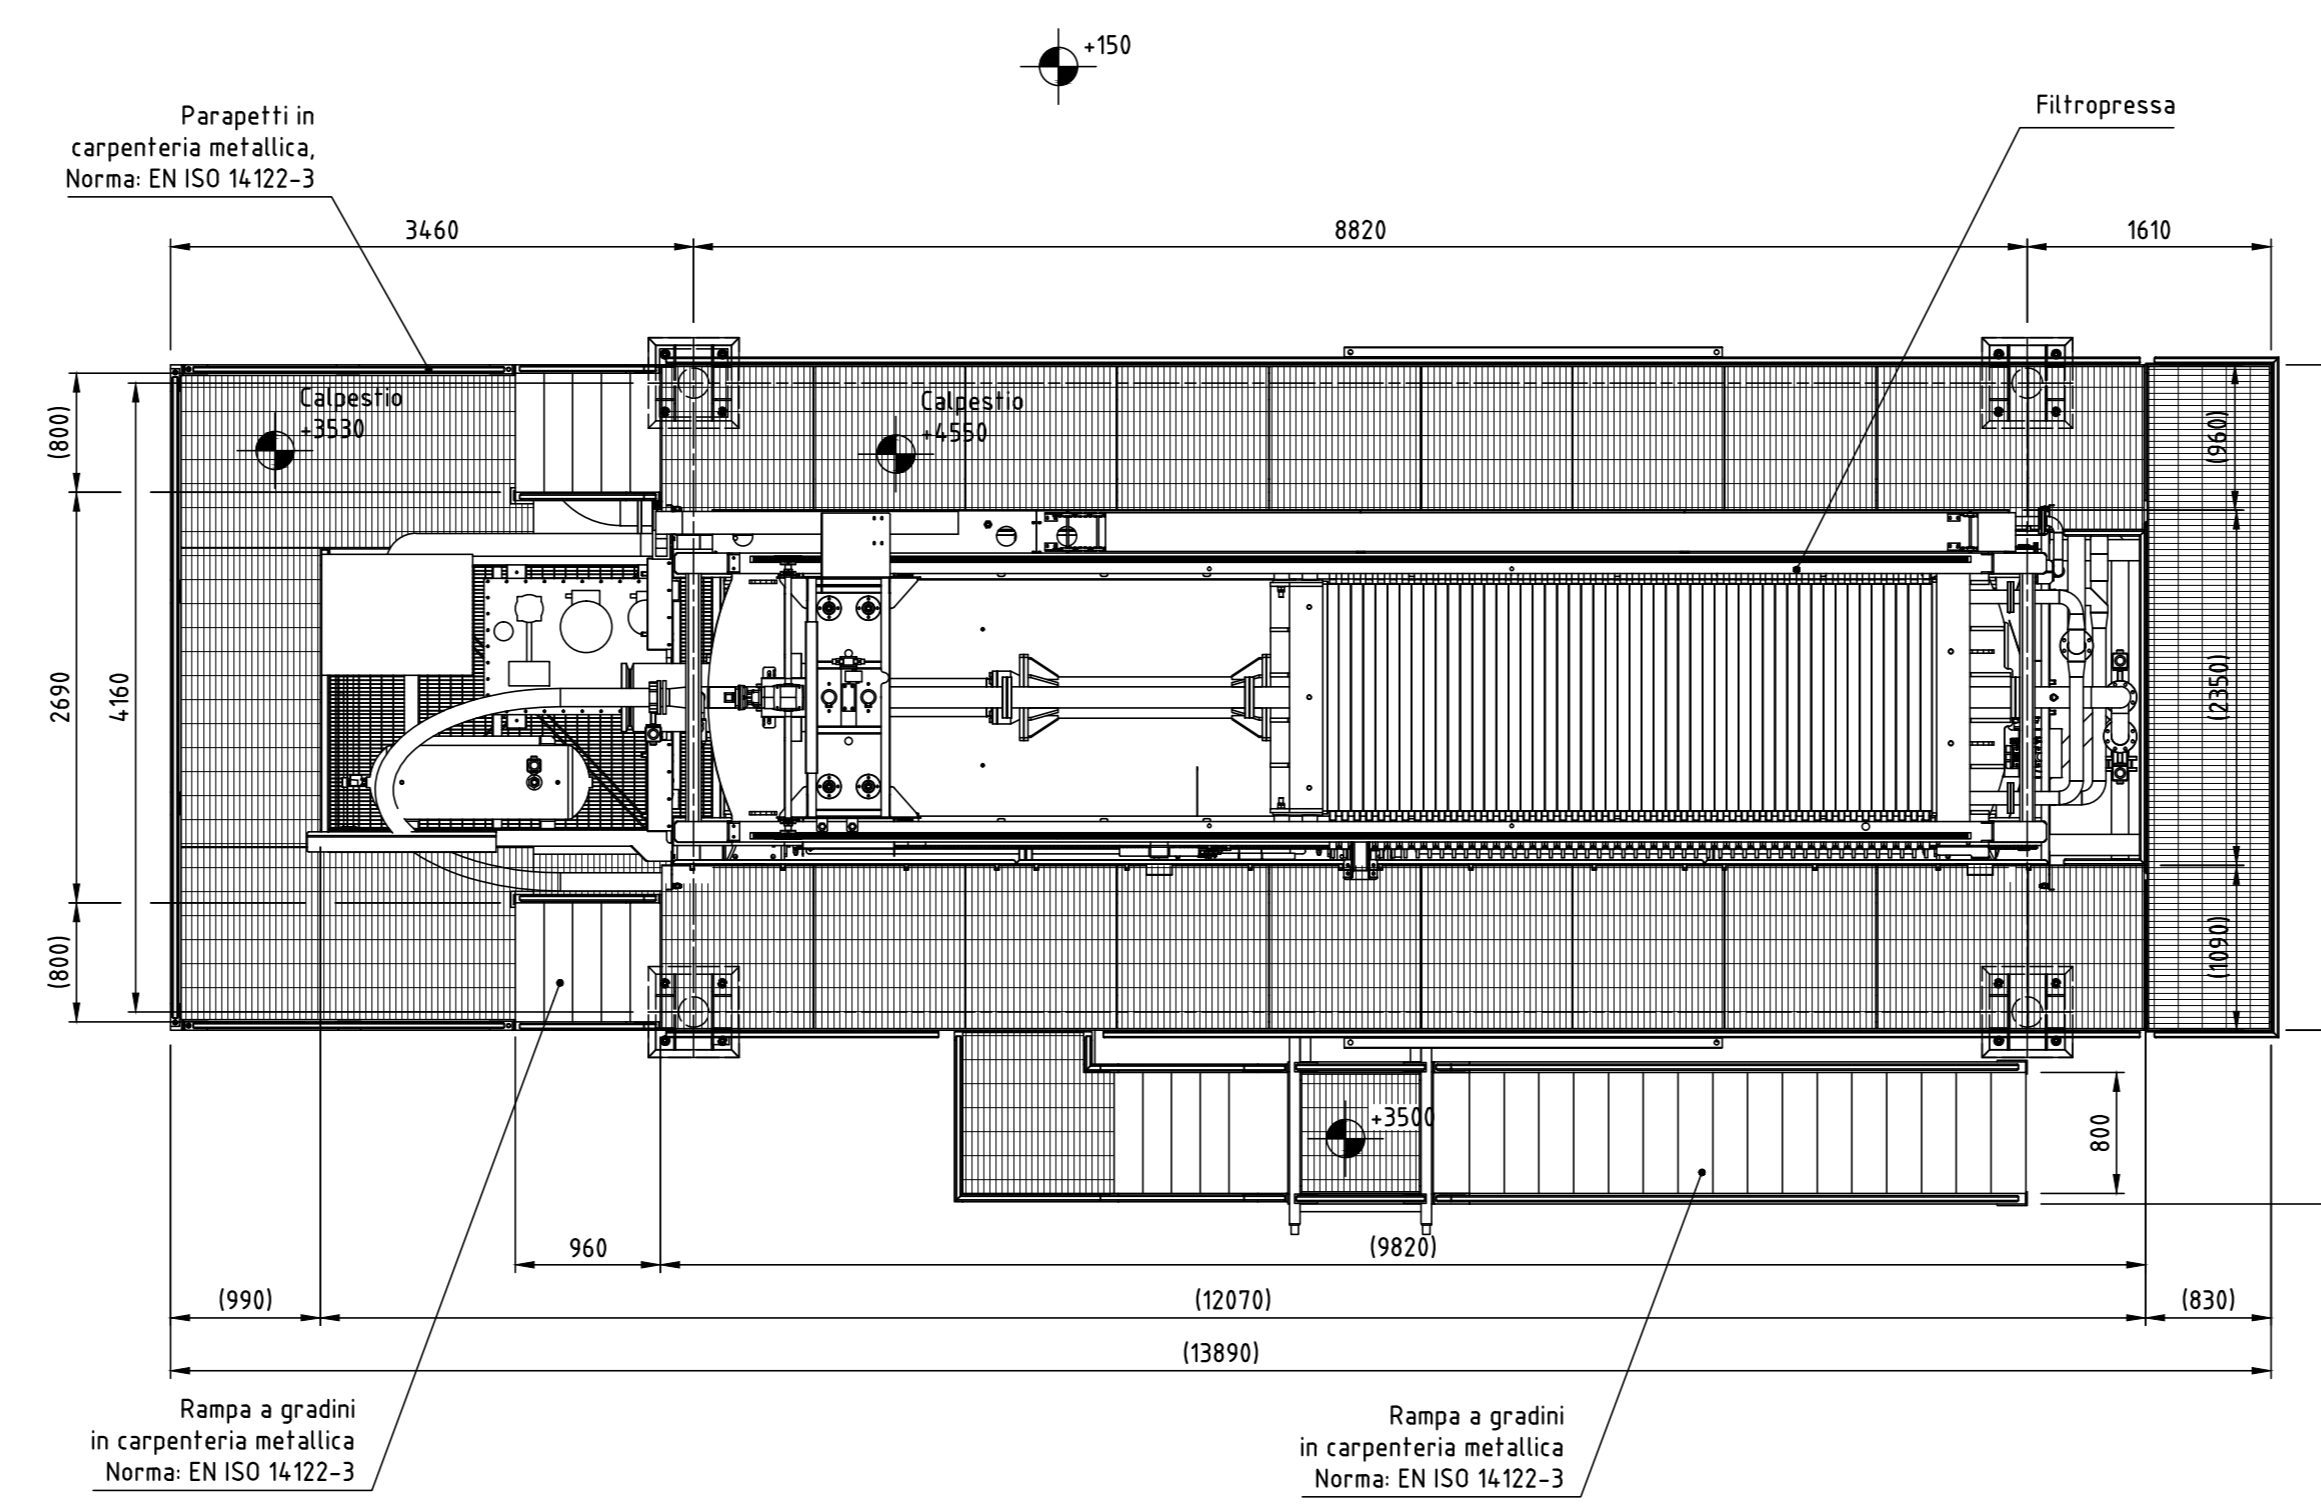 +150
Parapetti in
carpenteria metallica,
Norma: EN ISO 14122-3
Filtropressa
3460
8820
1610
Calpestio
+3530
Calpestio
+4550
(800)
2690
4160
(800)
(960)
(2350)
(1090)
+3500
800
960
(9820)
(990)
(12070)
(830)
(13890)
Rampa a gradini
in carpenteria metallica
Norma: EN ISO 14122-3
Rampa a gradini
in carpenteria metallica
Norma: EN ISO 14122-3